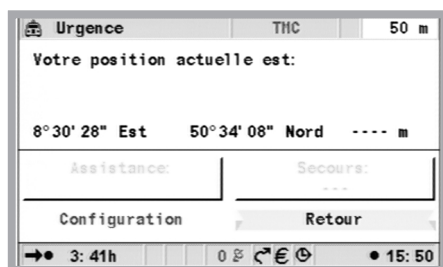 Urgence TMC 50 m
Votre position actuelle est:
8°30'28" Est 50°34'08" Nord ---- m
Assistance: Secours:
---
Configuration Retour
3:41h 0 € 15:50